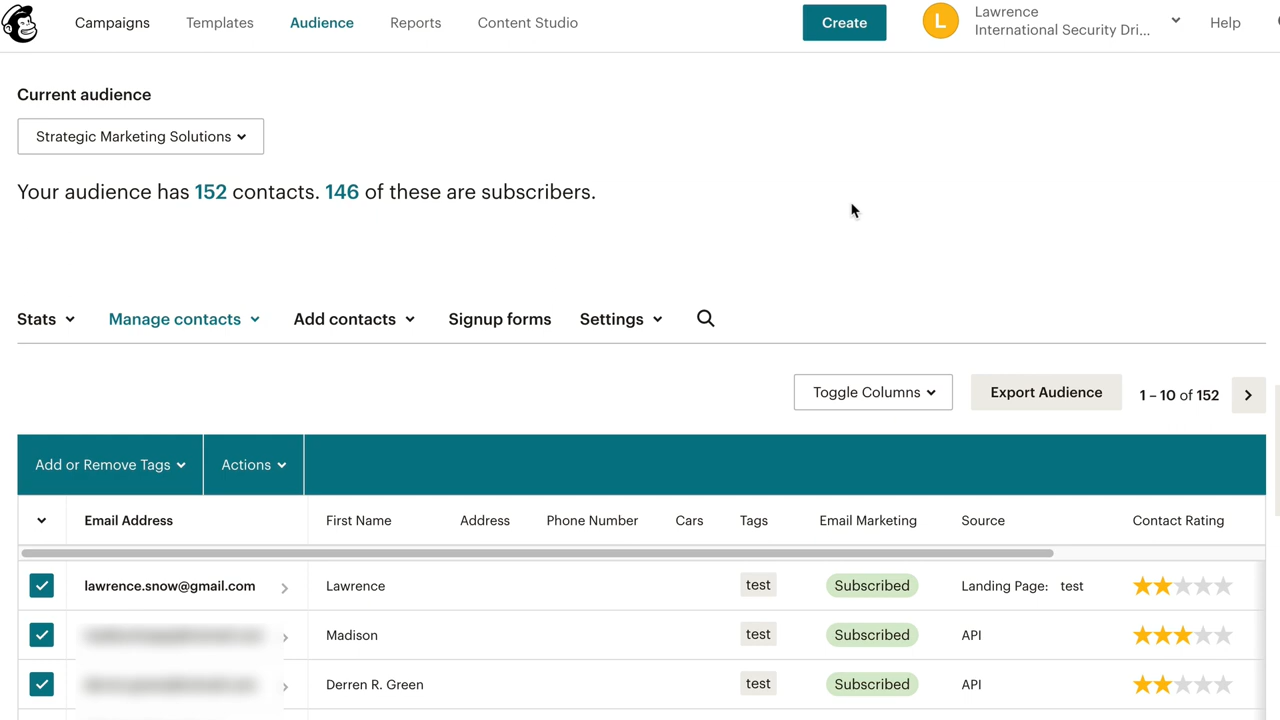 Campaigns Templates Audience Reports Content Studio Create L Lawrence Help
International Security Dri...
Current audience
Strategic Marketing Solutions
Your audience has 152 contacts. 146 of these are subscribers.
Stats Manage contacts Add contacts Signup forms Settings
Toggle Columns Export Audience 1 – 10 of 152
Add or Remove Tags Actions
Email Address First Name Address Phone Number Cars Tags Email Marketing Source Contact Rating
lawrence.snow@gmail.com Lawrence test Subscribed Landing Page: test
Madison test Subscribed API
Derren R. Green test Subscribed API